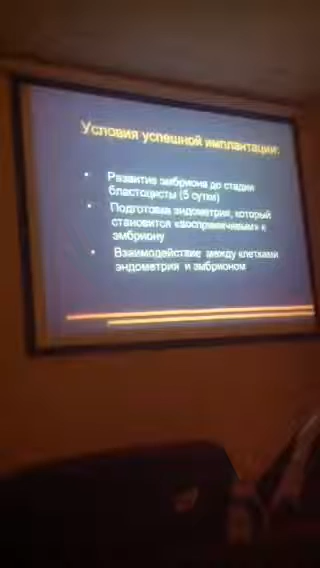 Условия успешной имплантации:
• Развитие эмбриона до стадии
бластоцисты (5 сутки)
• Подготовка эндометрия, который
становится «восприимчивым» к
эмбриону
• Взаимодействие между клетками
эндометрия и эмбрионом